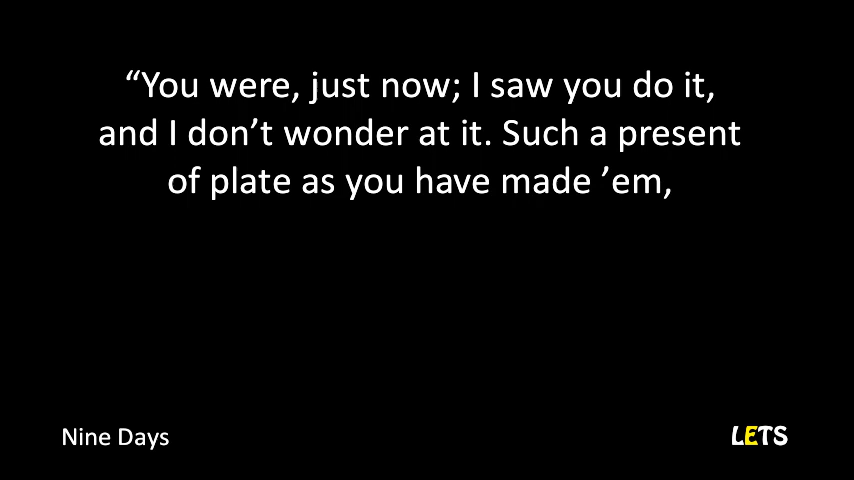 “You were, just now; I saw you do it,
and I don’t wonder at it. Such a present
of plate as you have made ’em,
Nine Days
LETS